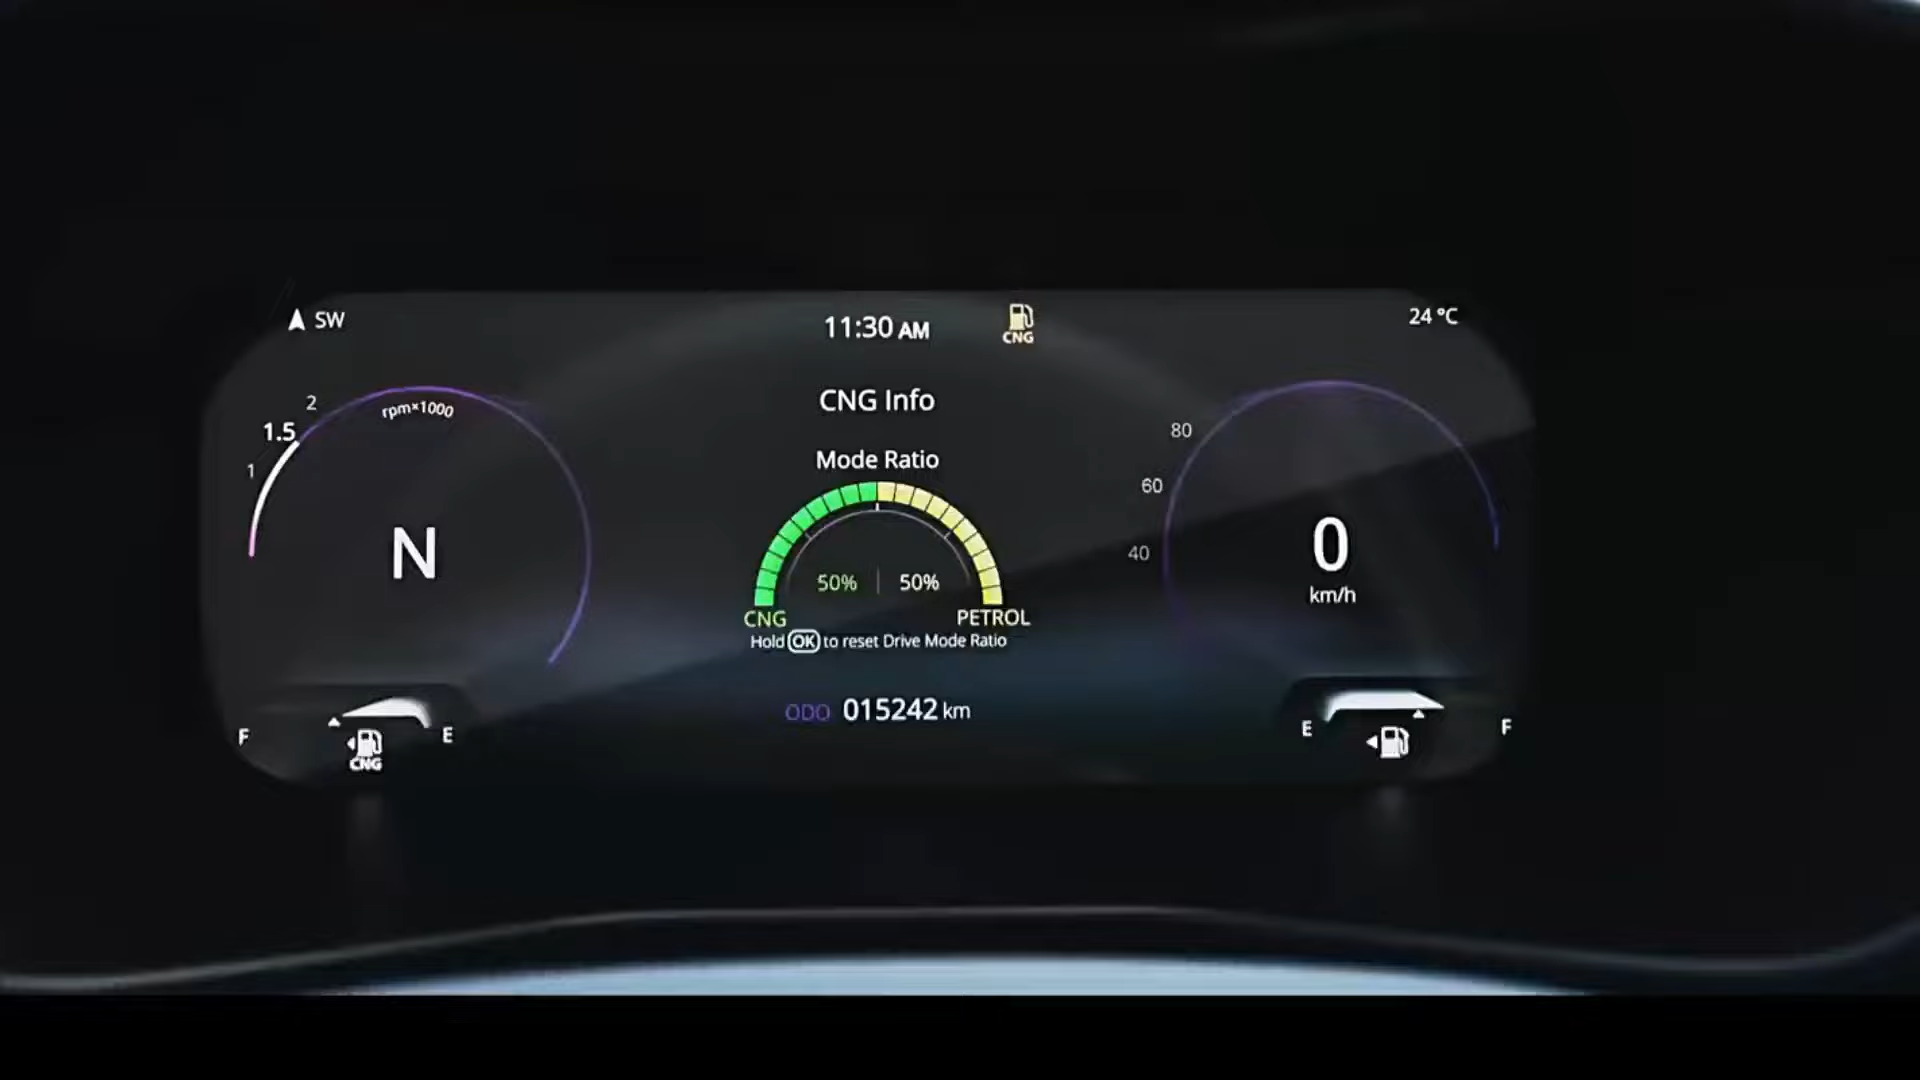 SW
11:30 AM
CNG
24 °C
CNG Info
Mode Ratio
2
rpm×1000
1.5
1
N
50% | 50%
CNG PETROL
Hold OK to reset Drive Mode Ratio
ODO 015242 km
80
60
40
0
km/h
F E
CNG
E F